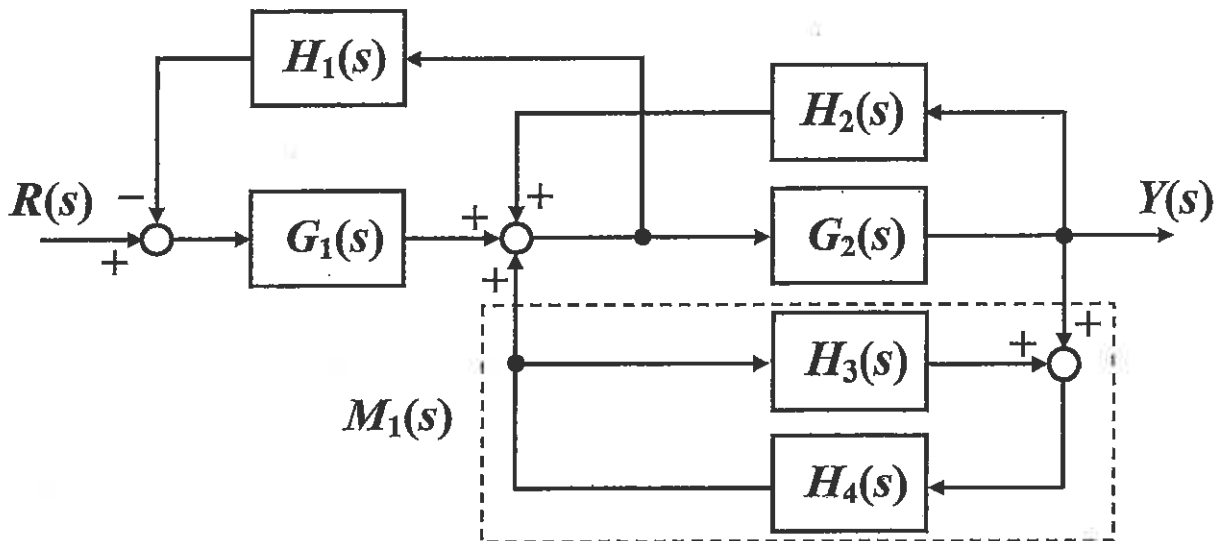 H₁(s)
H₂(s)
R(s)
−
+
G₁(s)
+
+
+
G₂(s)
Y(s)
M₁(s)
H₃(s)
+
+
H₄(s)